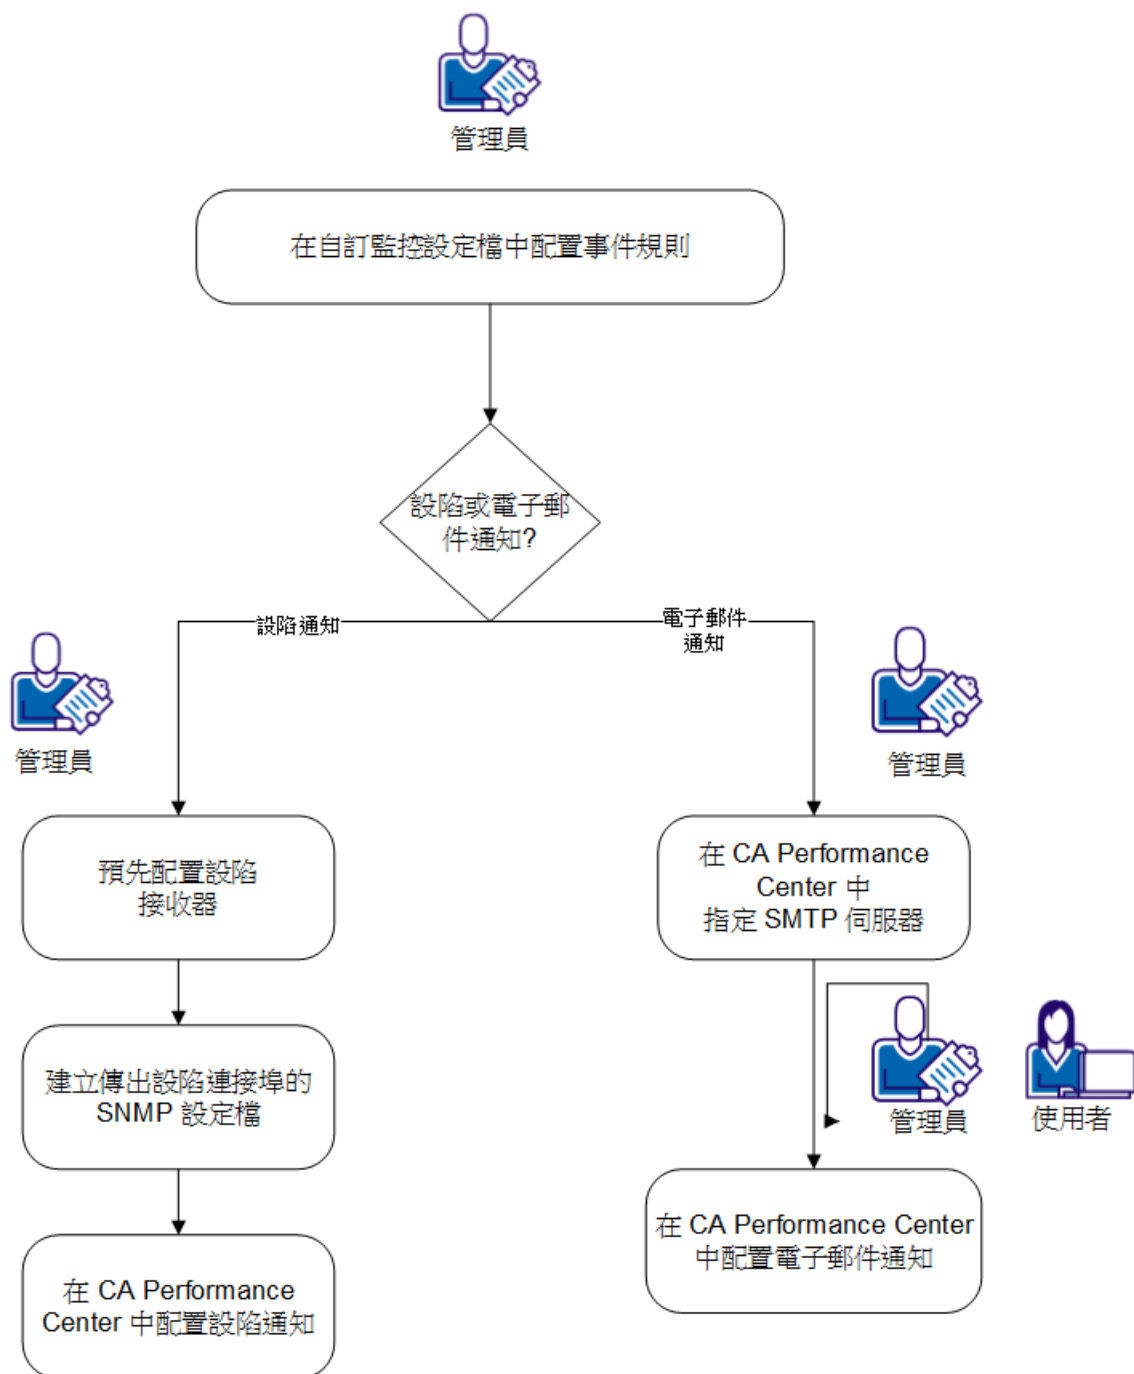 管理員
在自訂監控設定檔中配置事件規則
設陷或電子郵
件通知?
設陷通知
電子郵件
通知
管理員
管理員
預先配置設陷
接收器
在 CA Performance
Center 中
指定 SMTP 伺服器
建立傳出設陷連接埠的
SNMP 設定檔
管理員
使用者
在 CA Performance Center
中配置電子郵件通知
在 CA Performance
Center 中配置設陷通知